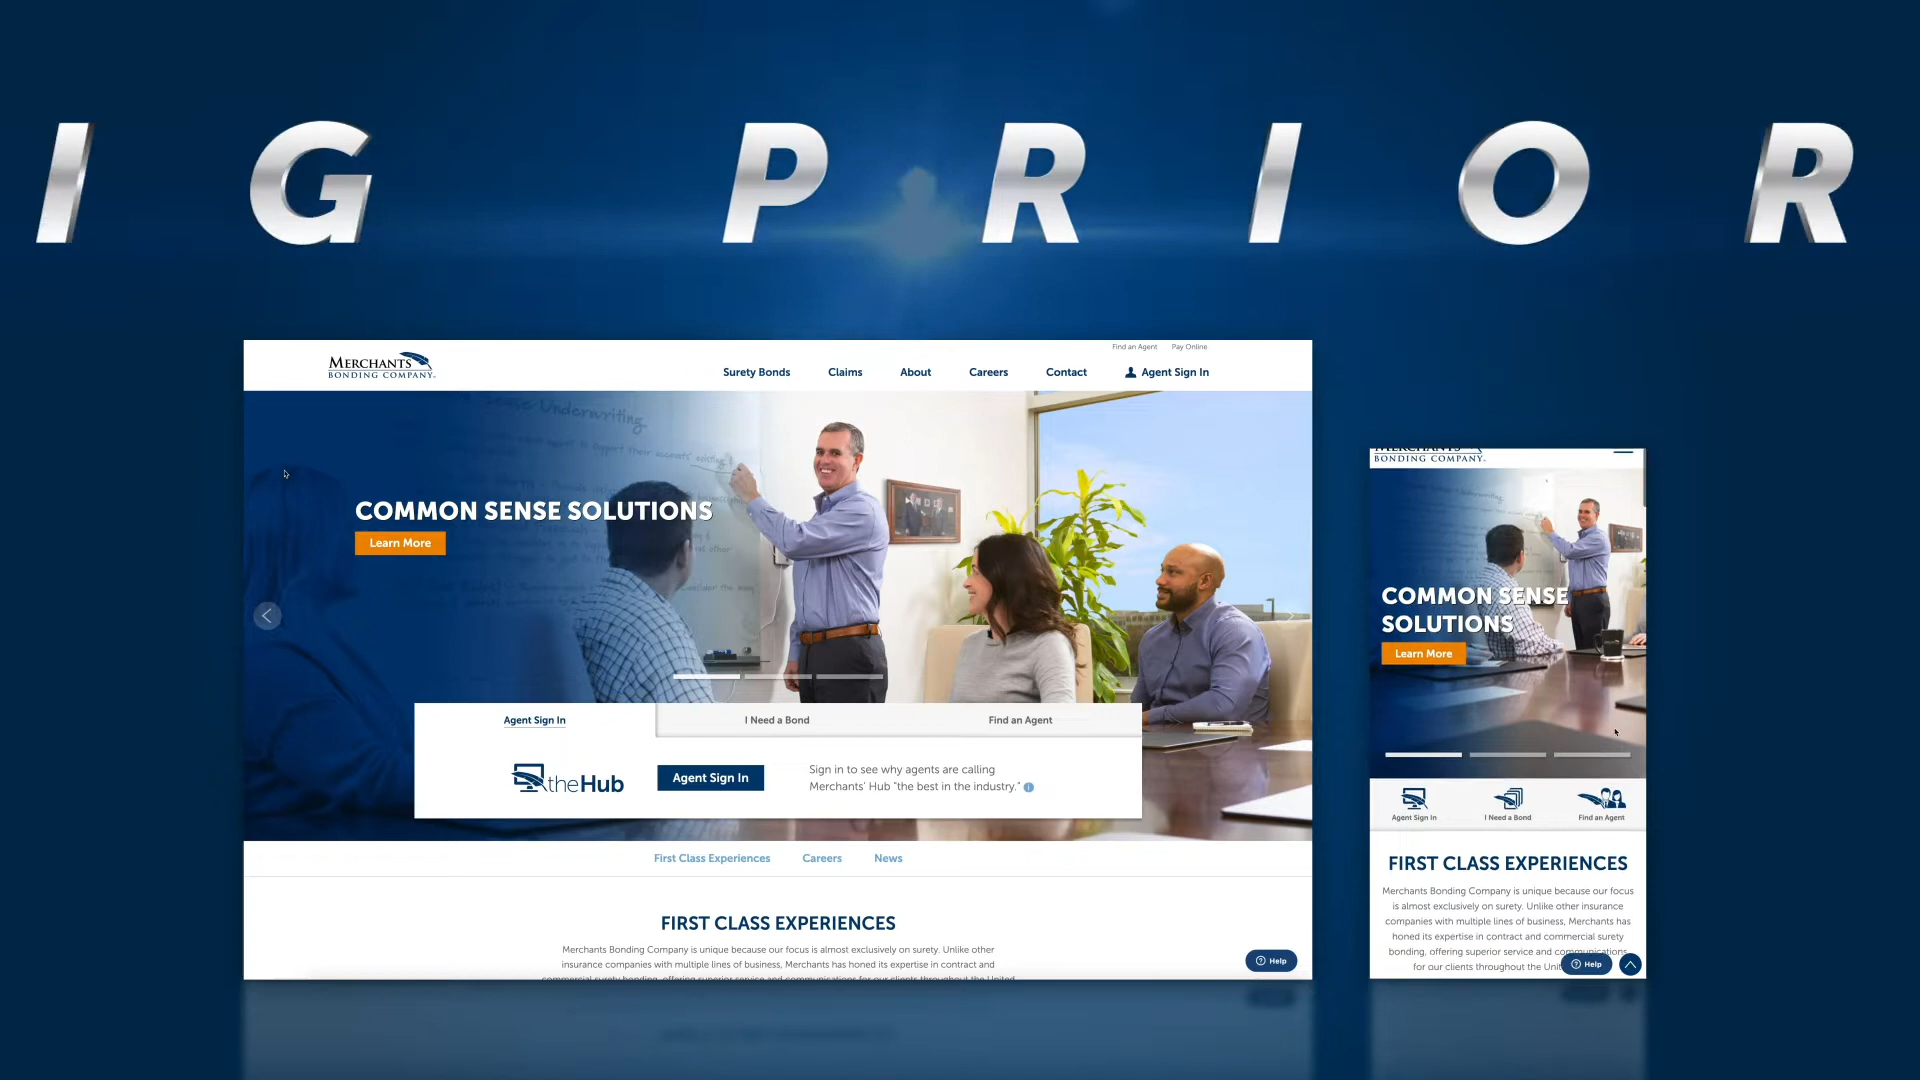 IG PRIOR
MERCHANTS
BONDING COMPANY
Find an Agent Pay Online
Surety Bonds Claims About Careers Contact Agent Sign In
COMMON SENSE SOLUTIONS
Learn More
Agent Sign In I Need a Bond Find an Agent
theHub
Agent Sign In
Sign in to see why agents are calling
Merchants' Hub "the best in the industry."
First Class Experiences Careers News
FIRST CLASS EXPERIENCES
Merchants Bonding Company is unique because our focus is almost exclusively on surety. Unlike other
insurance companies with multiple lines of business, Merchants has honed its expertise in contract and
commercial surety bonding, offering superior service and communications for our clients throughout the United
Help
MERCHANTS
BONDING COMPANY
COMMON SENSE
SOLUTIONS
Learn More
Agent Sign In I Need a Bond Find an Agent
FIRST CLASS EXPERIENCES
Merchants Bonding Company is unique because our focus
is almost exclusively on surety. Unlike other insurance
companies with multiple lines of business, Merchants has
honed its expertise in contract and commercial surety
bonding, offering superior service and communications
for our clients throughout the
Help